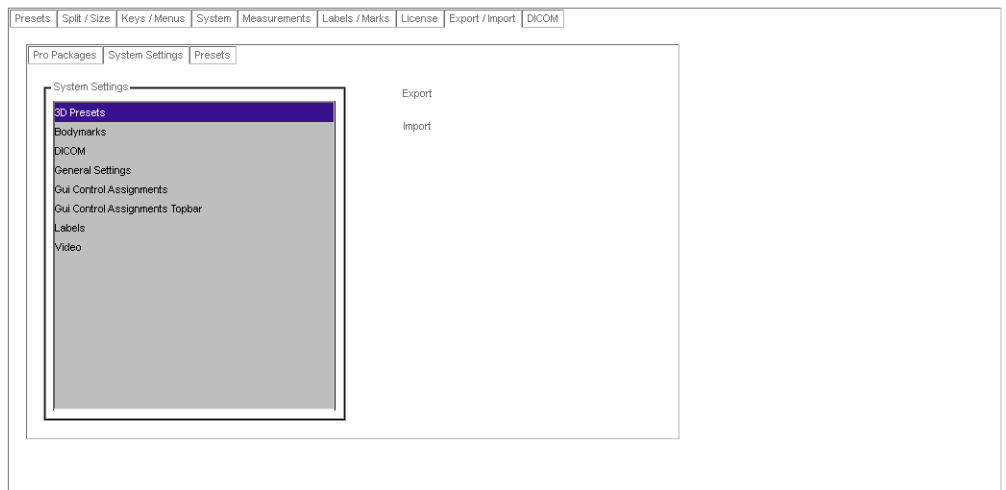 Presets Split / Size Keys / Menus System Measurements Labels / Marks License Export / Import DICOM
Pro Packages System Settings Presets
System Settings
3D Presets
Bodymarks
DICOM
General Settings
Gui Control Assignments
Gui Control Assignments Topbar
Labels
Video
Export
Import